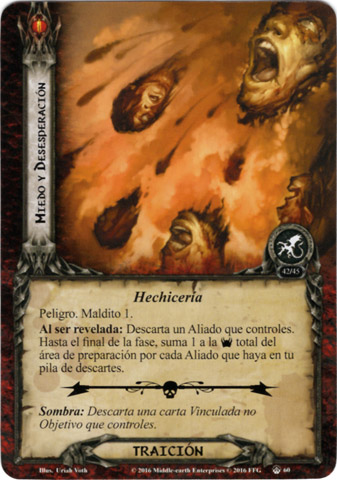 MIEDO Y DESESPERACIÓN
42/45
Hechicería
Peligro. Maldito 1.
Al ser revelada: Descarta un Aliado que controles.
Hasta el final de la fase, suma 1 a la total del
área de preparación por cada Aliado que haya en tu
pila de descartes.
Sombra: Descarta una carta Vinculada no
Objetivo que controles.
TRAICIÓN
Illus. Uriah Voth
© 2016 Middle-earth Enterprises © 2016 FFG
60